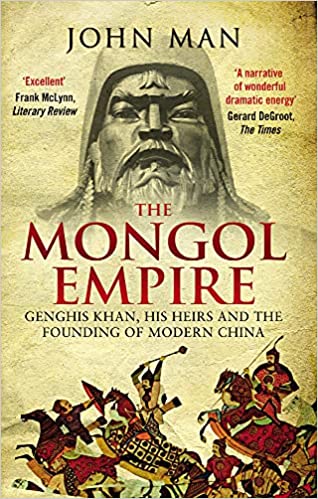 JOHN MAN
‘Excellent’
Frank McLynn,
Literary Review
‘A narrative
of wonderful
dramatic energy’
Gerard DeGroot,
The Times
THE
MONGOL
EMPIRE
GENGHIS KHAN, HIS HEIRS AND THE
FOUNDING OF MODERN CHINA